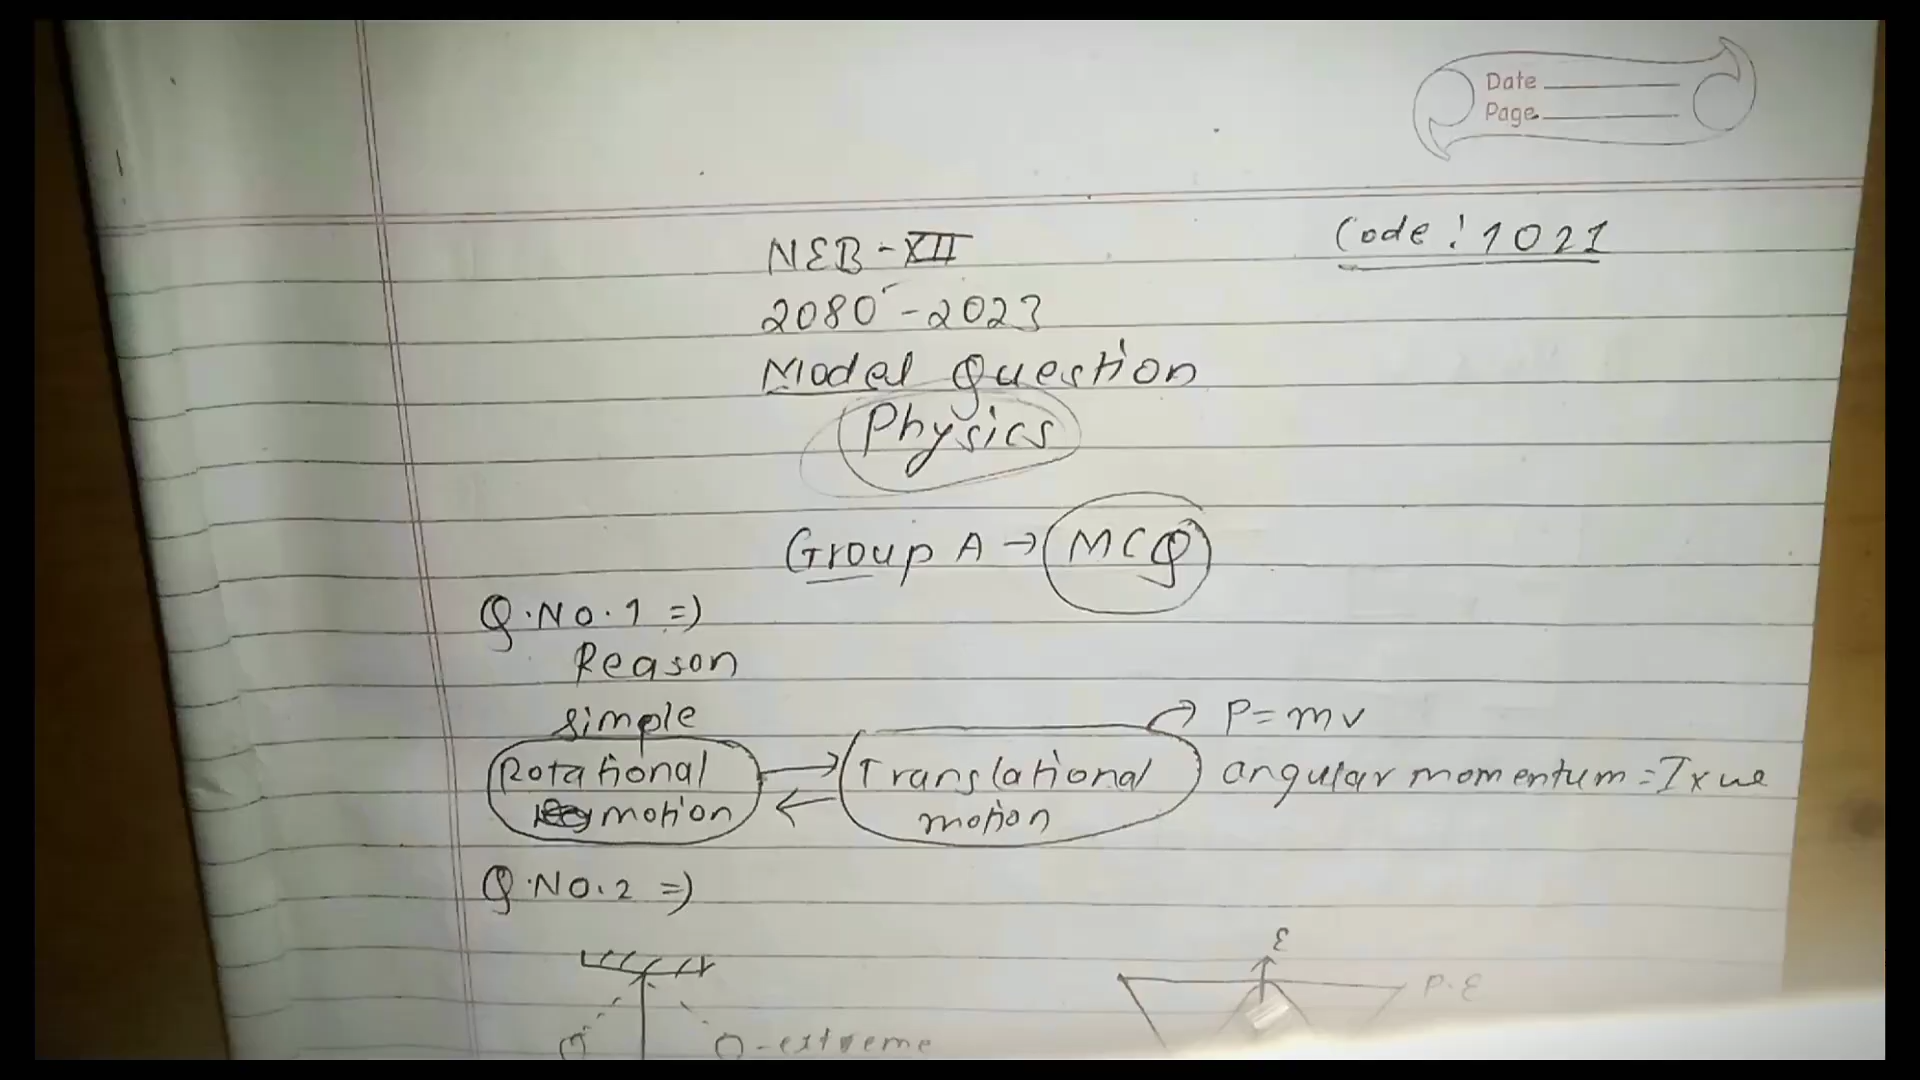 Date
Page
Code: 1021
NEB-XII
2080-2023
Model Question
Physics
Group A → MCQ
Q.No.1 =)
Reason
simple
Rotational motion → ← Translational motion → P=mv
angular momentum = I x ω
Q.No.2 =)
ε
P.E
O-extreme